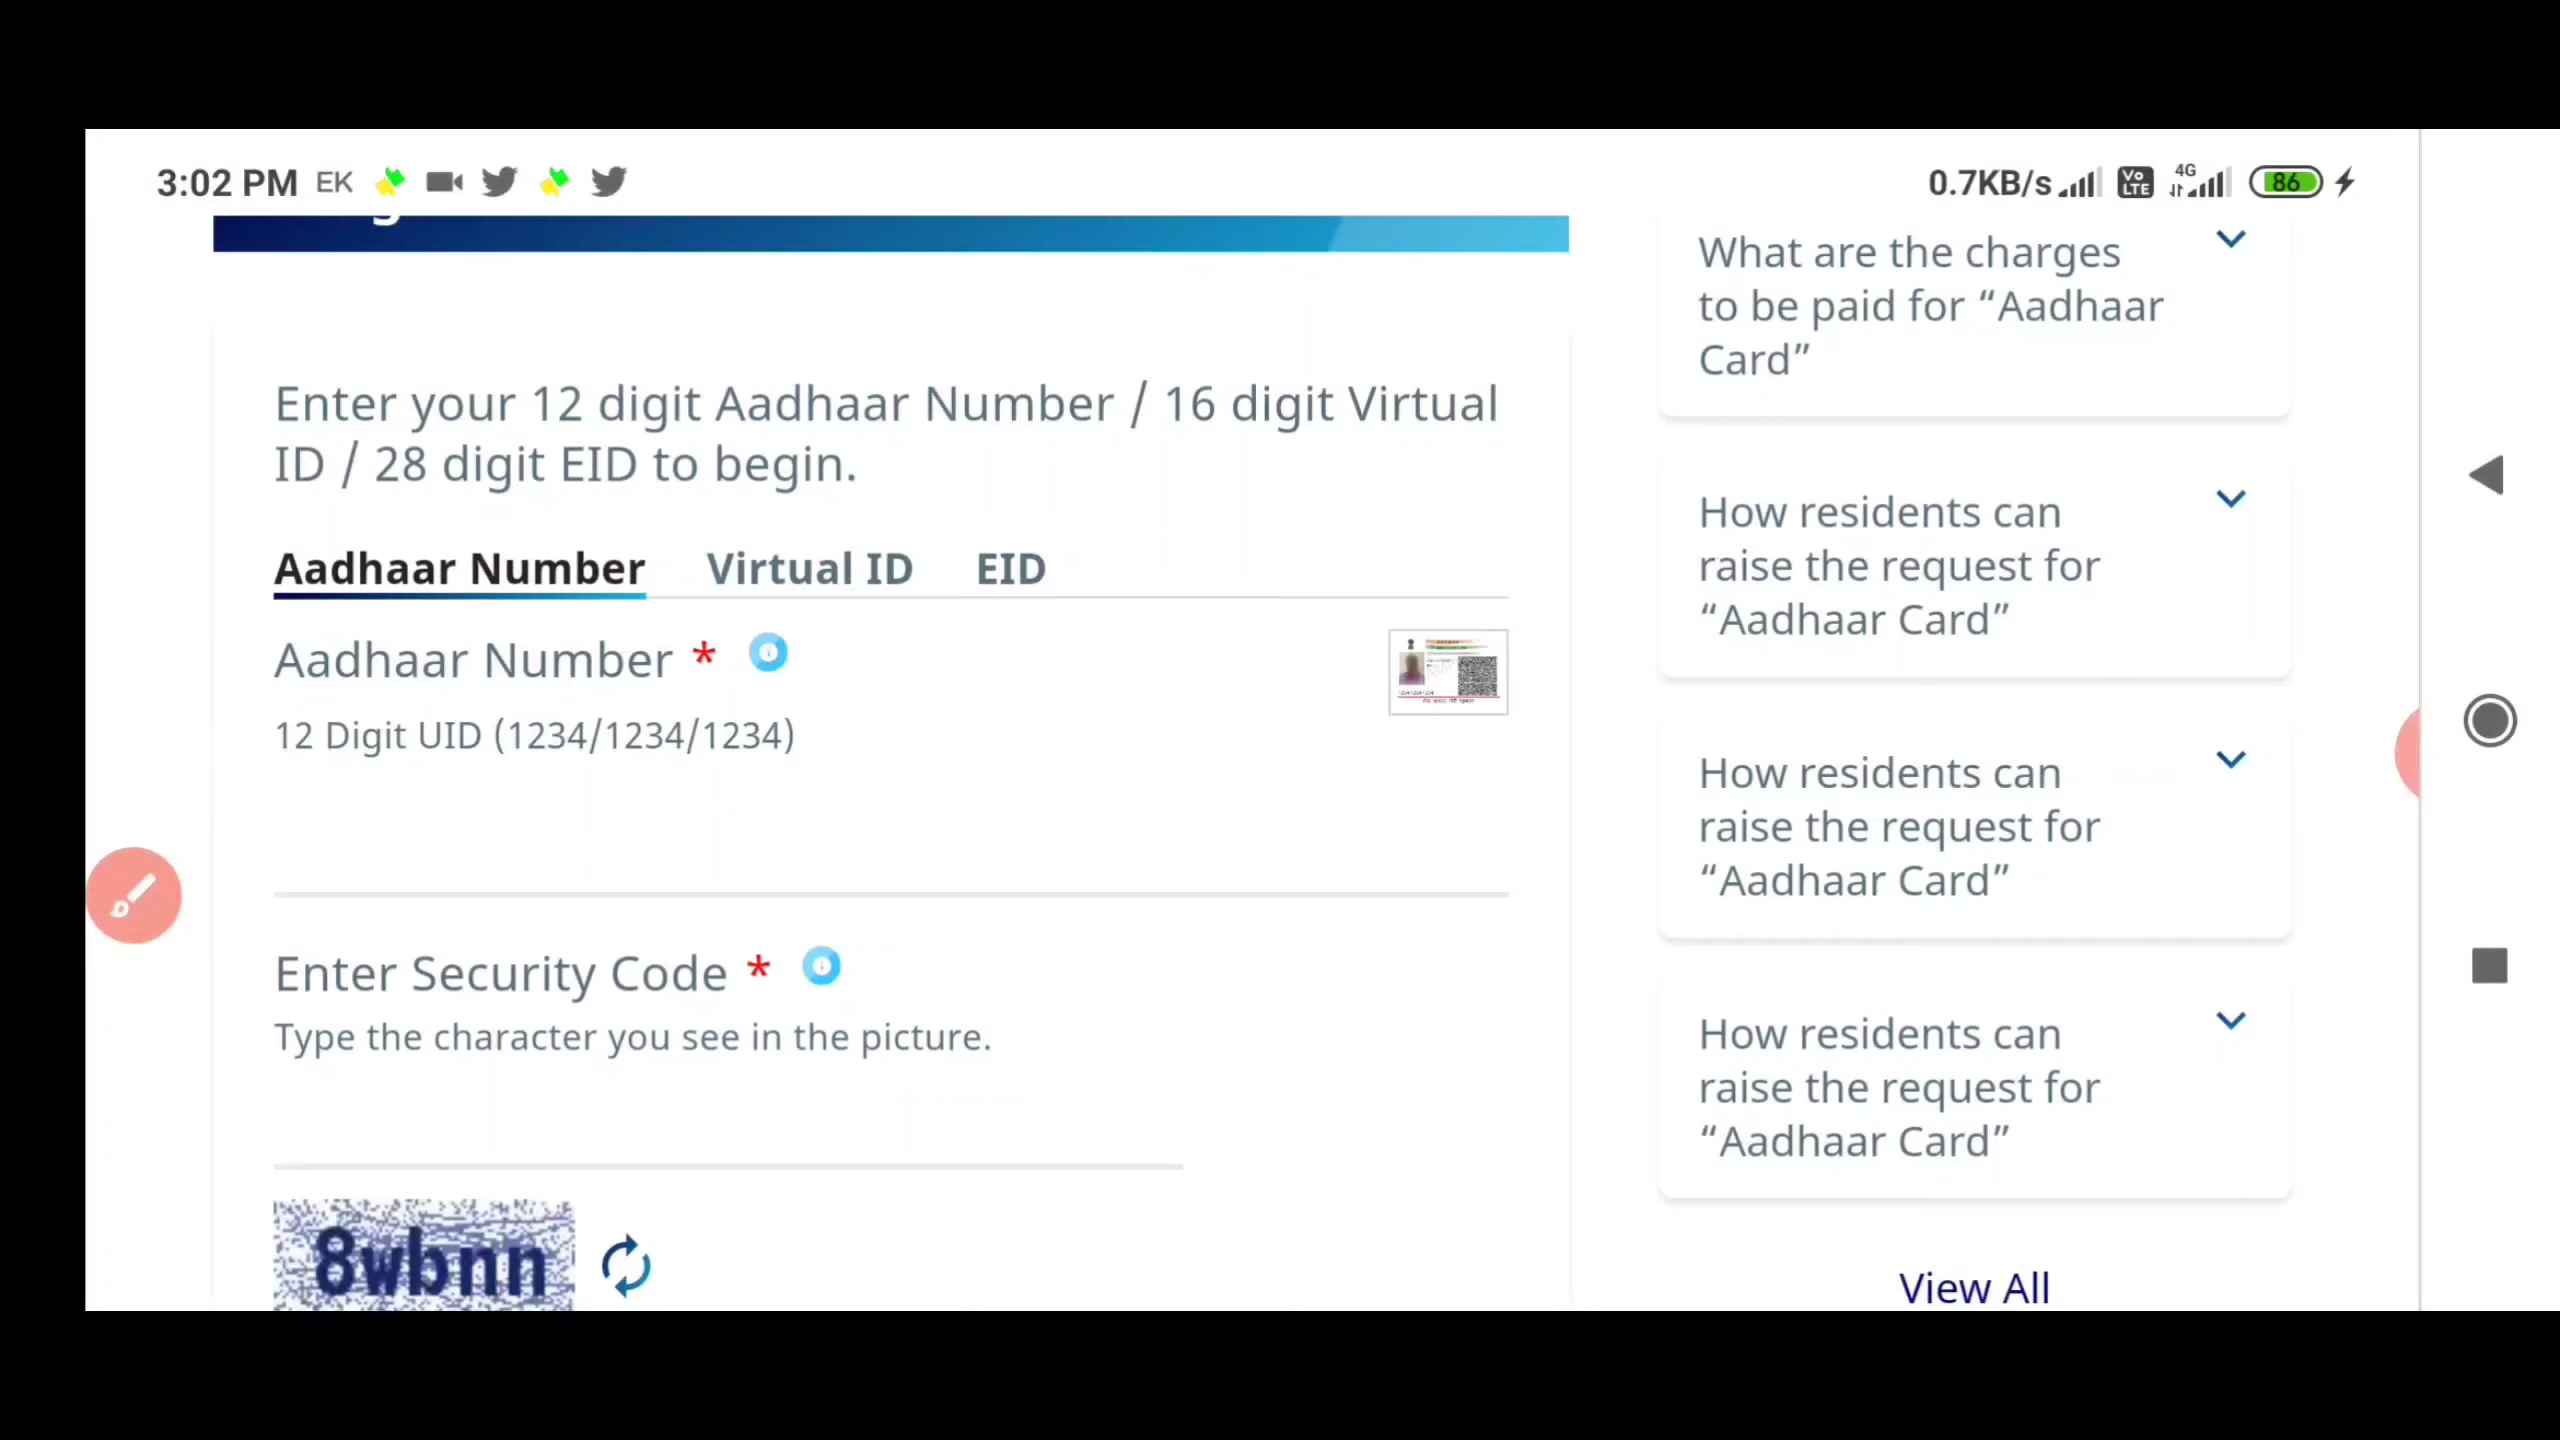 3:02 PM EK
0.7KB/s Vo LTE 4G 86
Enter your 12 digit Aadhaar Number / 16 digit Virtual
ID / 28 digit EID to begin.
Aadhaar Number Virtual ID EID
Aadhaar Number *
12 Digit UID (1234/1234/1234)
Enter Security Code *
Type the character you see in the picture.
8wbnn
What are the charges
to be paid for “Aadhaar
Card”
How residents can
raise the request for
“Aadhaar Card”
How residents can
raise the request for
“Aadhaar Card”
How residents can
raise the request for
“Aadhaar Card”
View All